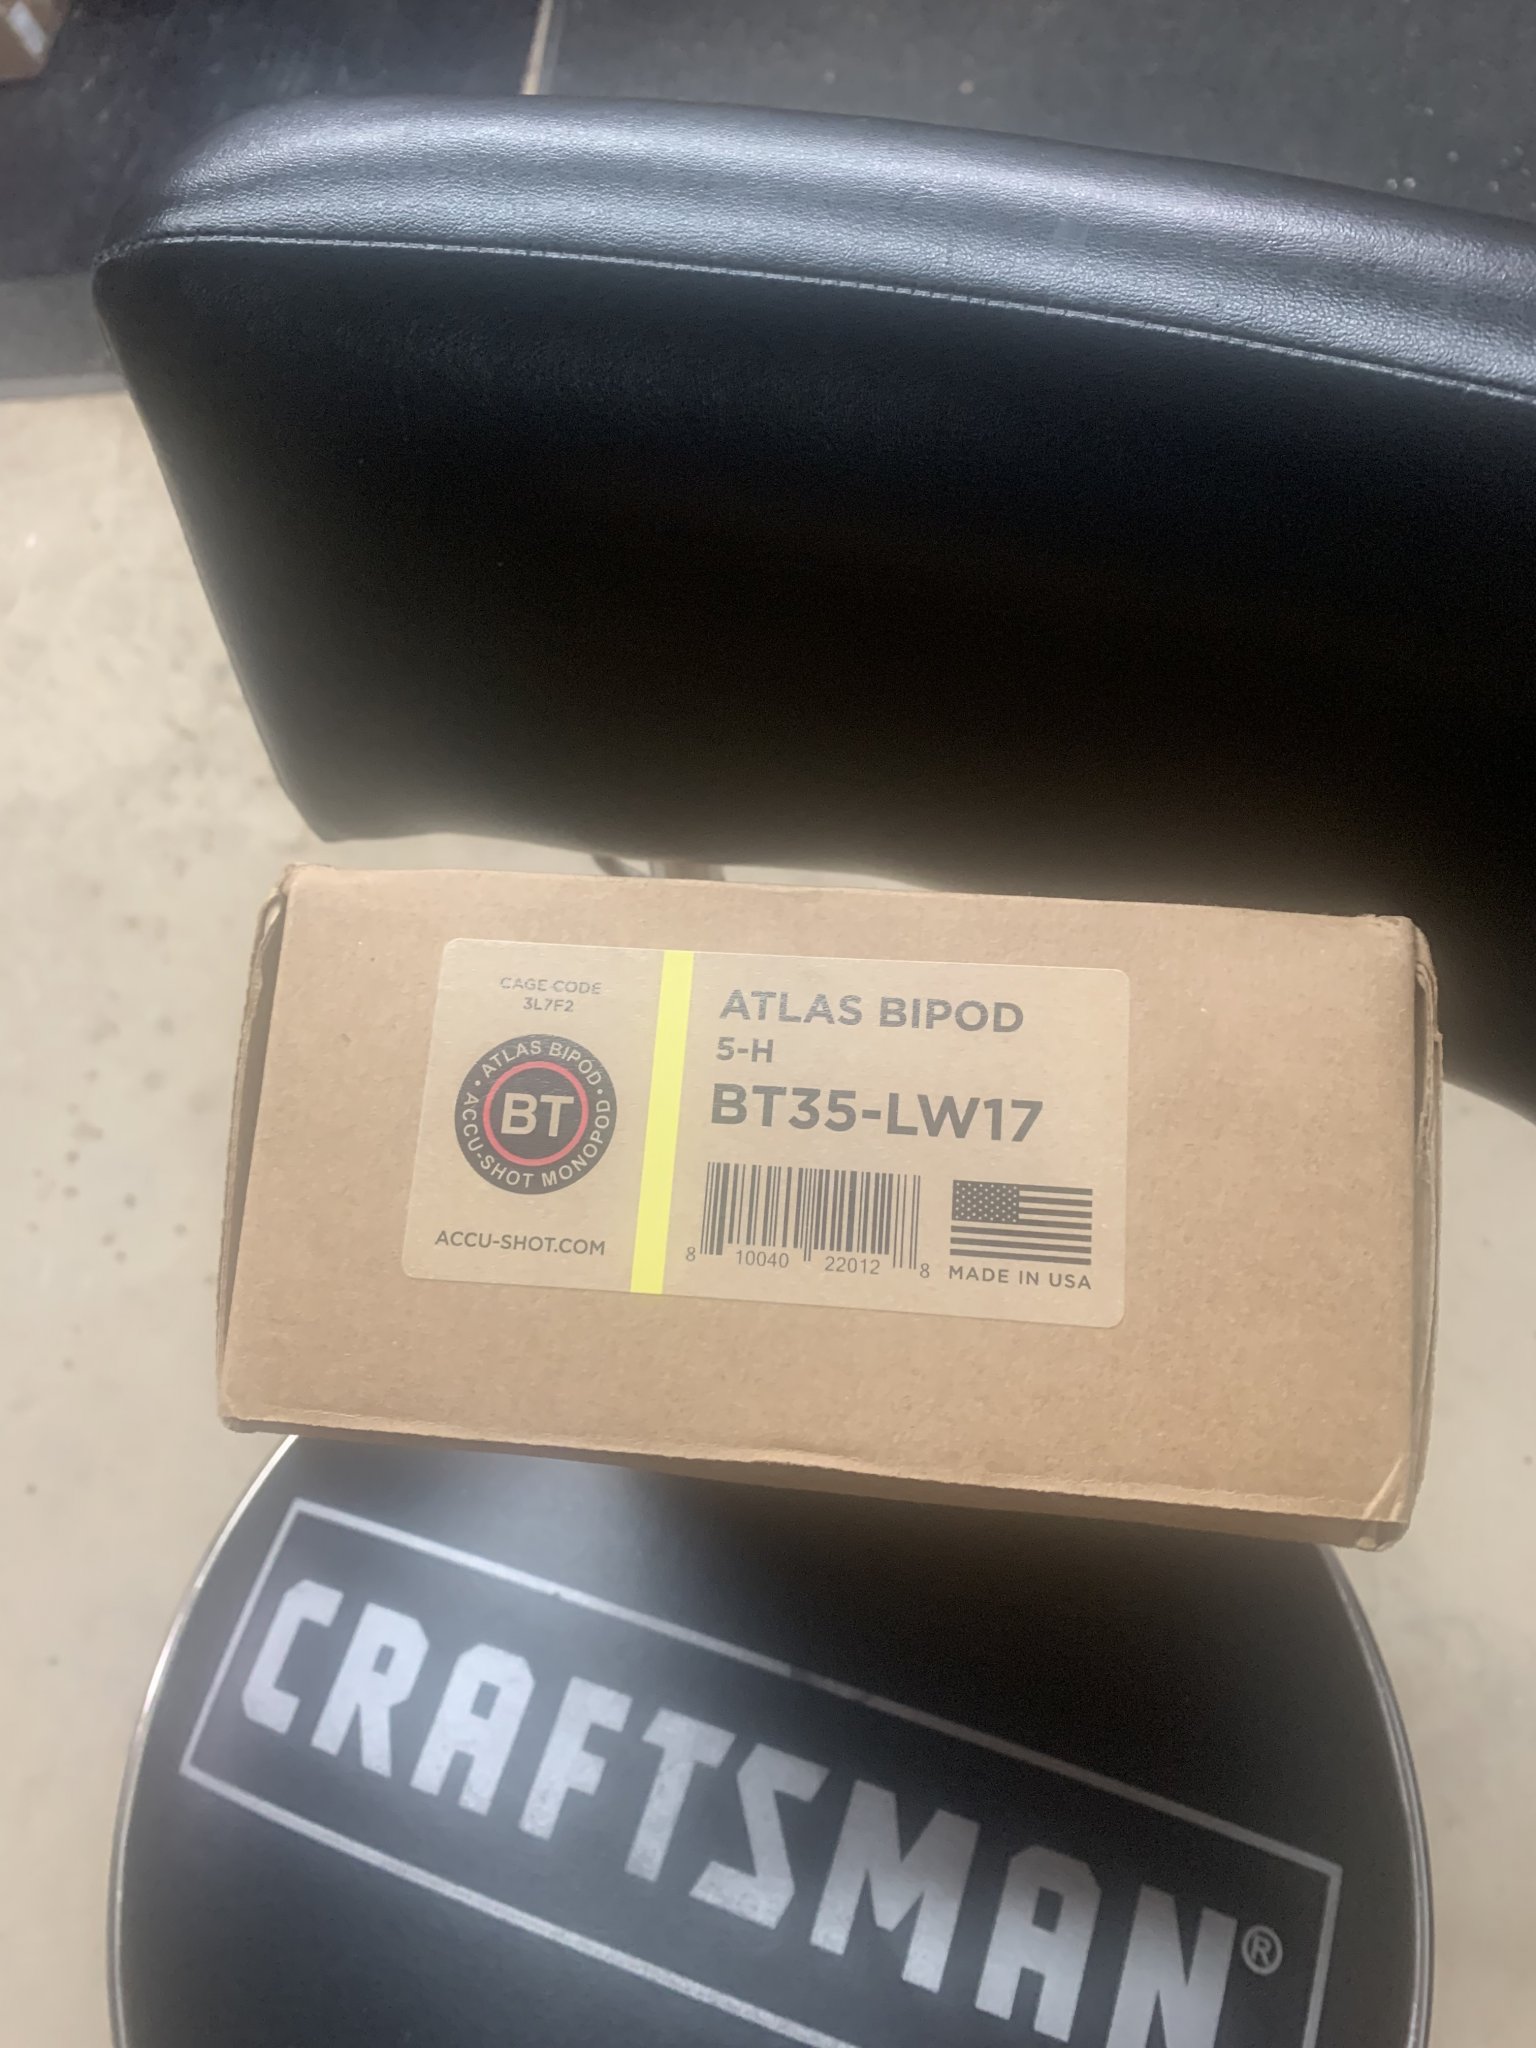 CAGE CODE
3L7F2
• ATLAS BIPOD •
ACCU-SHOT MONOPOD
BT
ACCU-SHOT.COM
ATLAS BIPOD
5-H
BT35-LW17
8 10040 22012 8
MADE IN USA
CRAFTSMAN®